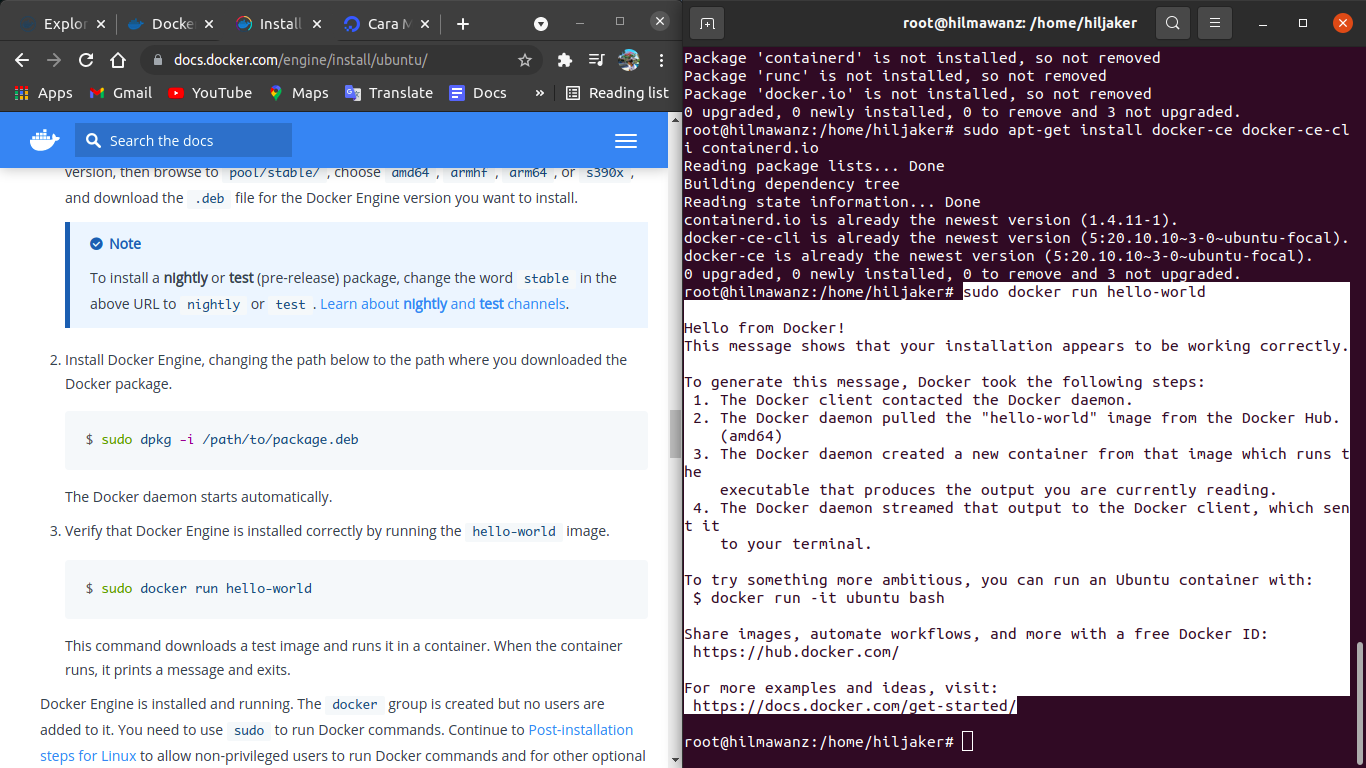 Explor
Docke
Install
Cara M
docs.docker.com/engine/install/ubuntu/
Apps Gmail YouTube Maps Translate Docs » Reading list
Search the docs
version, then browse to pool/stable/ , choose amd64 , armhf , arm64 , or s390x ,
and download the .deb file for the Docker Engine version you want to install.
Note
To install a nightly or test (pre-release) package, change the word stable in the
above URL to nightly or test . Learn about nightly and test channels.
2. Install Docker Engine, changing the path below to the path where you downloaded the
Docker package.
$ sudo dpkg -i /path/to/package.deb
The Docker daemon starts automatically.
3. Verify that Docker Engine is installed correctly by running the hello-world image.
$ sudo docker run hello-world
This command downloads a test image and runs it in a container. When the container
runs, it prints a message and exits.
Docker Engine is installed and running. The docker group is created but no users are
added to it. You need to use sudo to run Docker commands. Continue to Post-installation
steps for Linux to allow non-privileged users to run Docker commands and for other optional
root@hilmawanz: /home/hiljaker
Package 'containerd' is not installed, so not removed
Package 'runc' is not installed, so not removed
Package 'docker.io' is not installed, so not removed
0 upgraded, 0 newly installed, 0 to remove and 3 not upgraded.
root@hilmawanz:/home/hiljaker# sudo apt-get install docker-ce docker-ce-cl
i containerd.io
Reading package lists... Done
Building dependency tree
Reading state information... Done
containerd.io is already the newest version (1.4.11-1).
docker-ce-cli is already the newest version (5:20.10.10~3-0~ubuntu-focal).
docker-ce is already the newest version (5:20.10.10~3-0~ubuntu-focal).
0 upgraded, 0 newly installed, 0 to remove and 3 not upgraded.
root@hilmawanz:/home/hiljaker# sudo docker run hello-world
Hello from Docker!
This message shows that your installation appears to be working correctly.
To generate this message, Docker took the following steps:
1. The Docker client contacted the Docker daemon.
2. The Docker daemon pulled the "hello-world" image from the Docker Hub.
(amd64)
3. The Docker daemon created a new container from that image which runs t
he
executable that produces the output you are currently reading.
4. The Docker daemon streamed that output to the Docker client, which sen
t it
to your terminal.
To try something more ambitious, you can run an Ubuntu container with:
$ docker run -it ubuntu bash
Share images, automate workflows, and more with a free Docker ID:
https://hub.docker.com/
For more examples and ideas, visit:
https://docs.docker.com/get-started/
root@hilmawanz:/home/hiljaker#